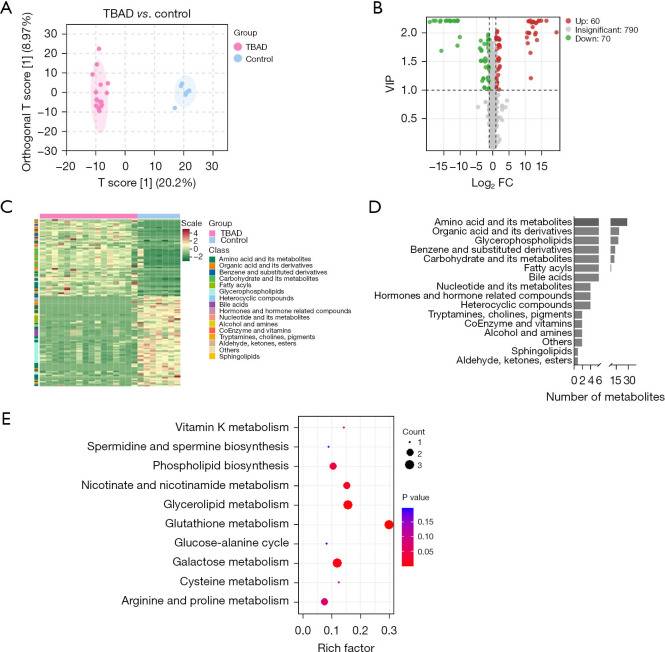 A
TBAD vs. control
Orthogonal T score [1] (8.97%)
30
20
10
0
−10
−20
−30
−20 −10 0 10 20 30
T score [1] (20.2%)
Group
TBAD
Control
B
VIP
2.0
1.5
1.0
0.5
−20−15−10 −5 0 5 10 15 20
Log2 FC
Up: 60
Insignificant: 790
Down: 70
C
Scale
4
2
0
−2
−4
Group
TBAD
Control
Class
Amino acid and its metabolites
Organic acid and its derivatives
Benzene and substituted derivatives
Carbohydrate and its metabolites
Fatty acyls
Glycerophospholipids
Heterocyclic compounds
Bile acids
Hormones and hormone related compounds
Nucleotide and its metabolites
Alcohol and amines
CoEnzyme and vitamins
Tryptamines, cholines, pigments
Aldehyde, ketones, esters
Others
Sphingolipids
D
Amino acid and its metabolites
Organic acid and its derivatives
Glycerophospholipids
Benzene and substituted derivatives
Carbohydrate and its metabolites
Fatty acyls
Bile acids
Nucleotide and its metabolites
Hormones and hormone related compounds
Heterocyclic compounds
Tryptamines, cholines, pigments
CoEnzyme and vitamins
Alcohol and amines
Others
Sphingolipids
Aldehyde, ketones, esters
0 2 4 6 15 30
Number of metabolites
E
Vitamin K metabolism
Spermidine and spermine biosynthesis
Phospholipid biosynthesis
Nicotinate and nicotinamide metabolism
Glycerolipid metabolism
Glutathione metabolism
Glucose-alanine cycle
Galactose metabolism
Cysteine metabolism
Arginine and proline metabolism
0.0 0.1 0.2 0.3
Rich factor
Count
1
2
3
P value
0.15
0.10
0.05